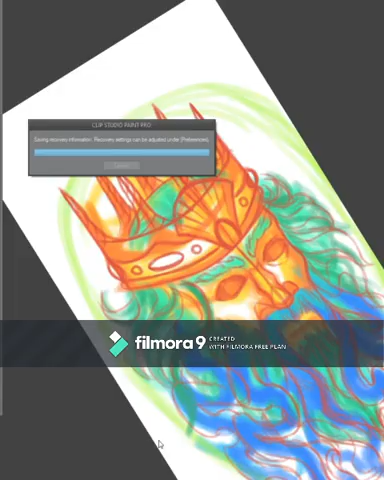 CLIP STUDIO PAINT PRO
Saving recovery information. Recovery settings can be adjusted under [Preferences].
filmora9
CREATED
WITH FILMORA FREE PLAN